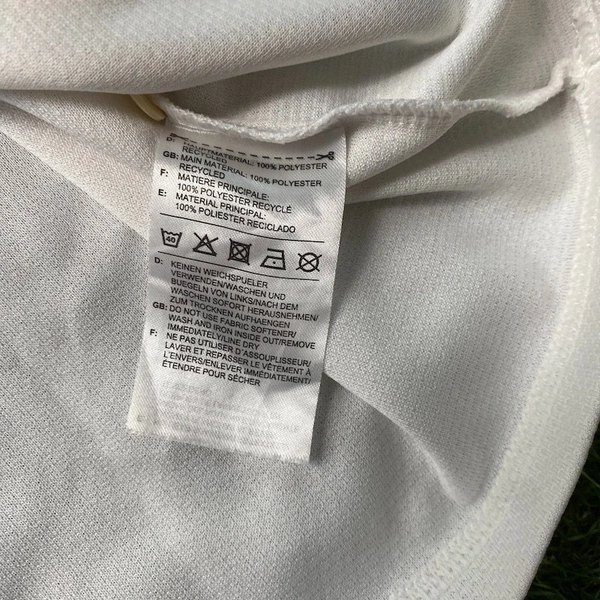 D: HAUPTMATERIAL: 100% POLYESTER
RECYCLED
GB: MAIN MATERIAL: 100% POLYESTER
RECYCLED
F: MATIERE PRINCIPALE:
100% POLYESTER RECYCLÉ
E: MATERIAL PRINCIPAL:
100% POLIESTER RECICLADO
40
D: KEINEN WEICHSPUELER
VERWENDEN/WASCHEN UND
BUEGELN VON LINKS/NACH DEM
WASCHEN SOFORT HERAUSNEHMEN/
ZUM TROCKNEN AUFHAENGEN
GB: DO NOT USE FABRIC SOFTENER/
WASH AND IRON INSIDE OUT/REMOVE
IMMEDIATELY/LINE DRY
F: NE PAS UTILISER D'ASSOUPLISSEUR/
LAVER ET REPASSER LE VÊTEMENT À
L'ENVERS/ENLEVER IMMÉDIATEMENT/
ÉTENDRE POUR SÉCHER